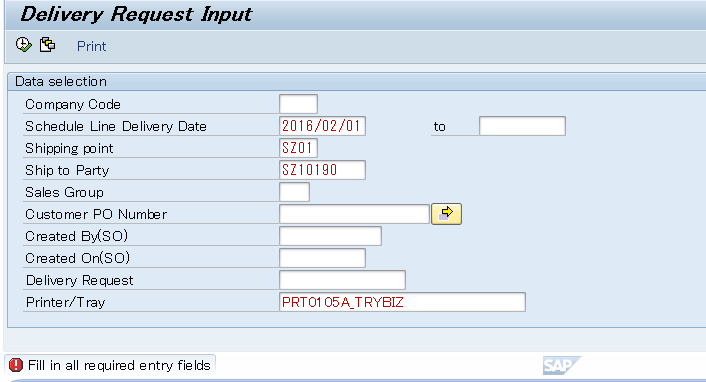 Delivery Request Input
Print
Data selection
Company Code
Schedule Line Delivery Date 2016/02/01 to
Shipping point SZ01
Ship to Party SZ10190
Sales Group
Customer PO Number
Created By(SO)
Created On(SO)
Delivery Request
Printer/Tray PRT0105A_TRYBIZ
Fill in all required entry fields SAP